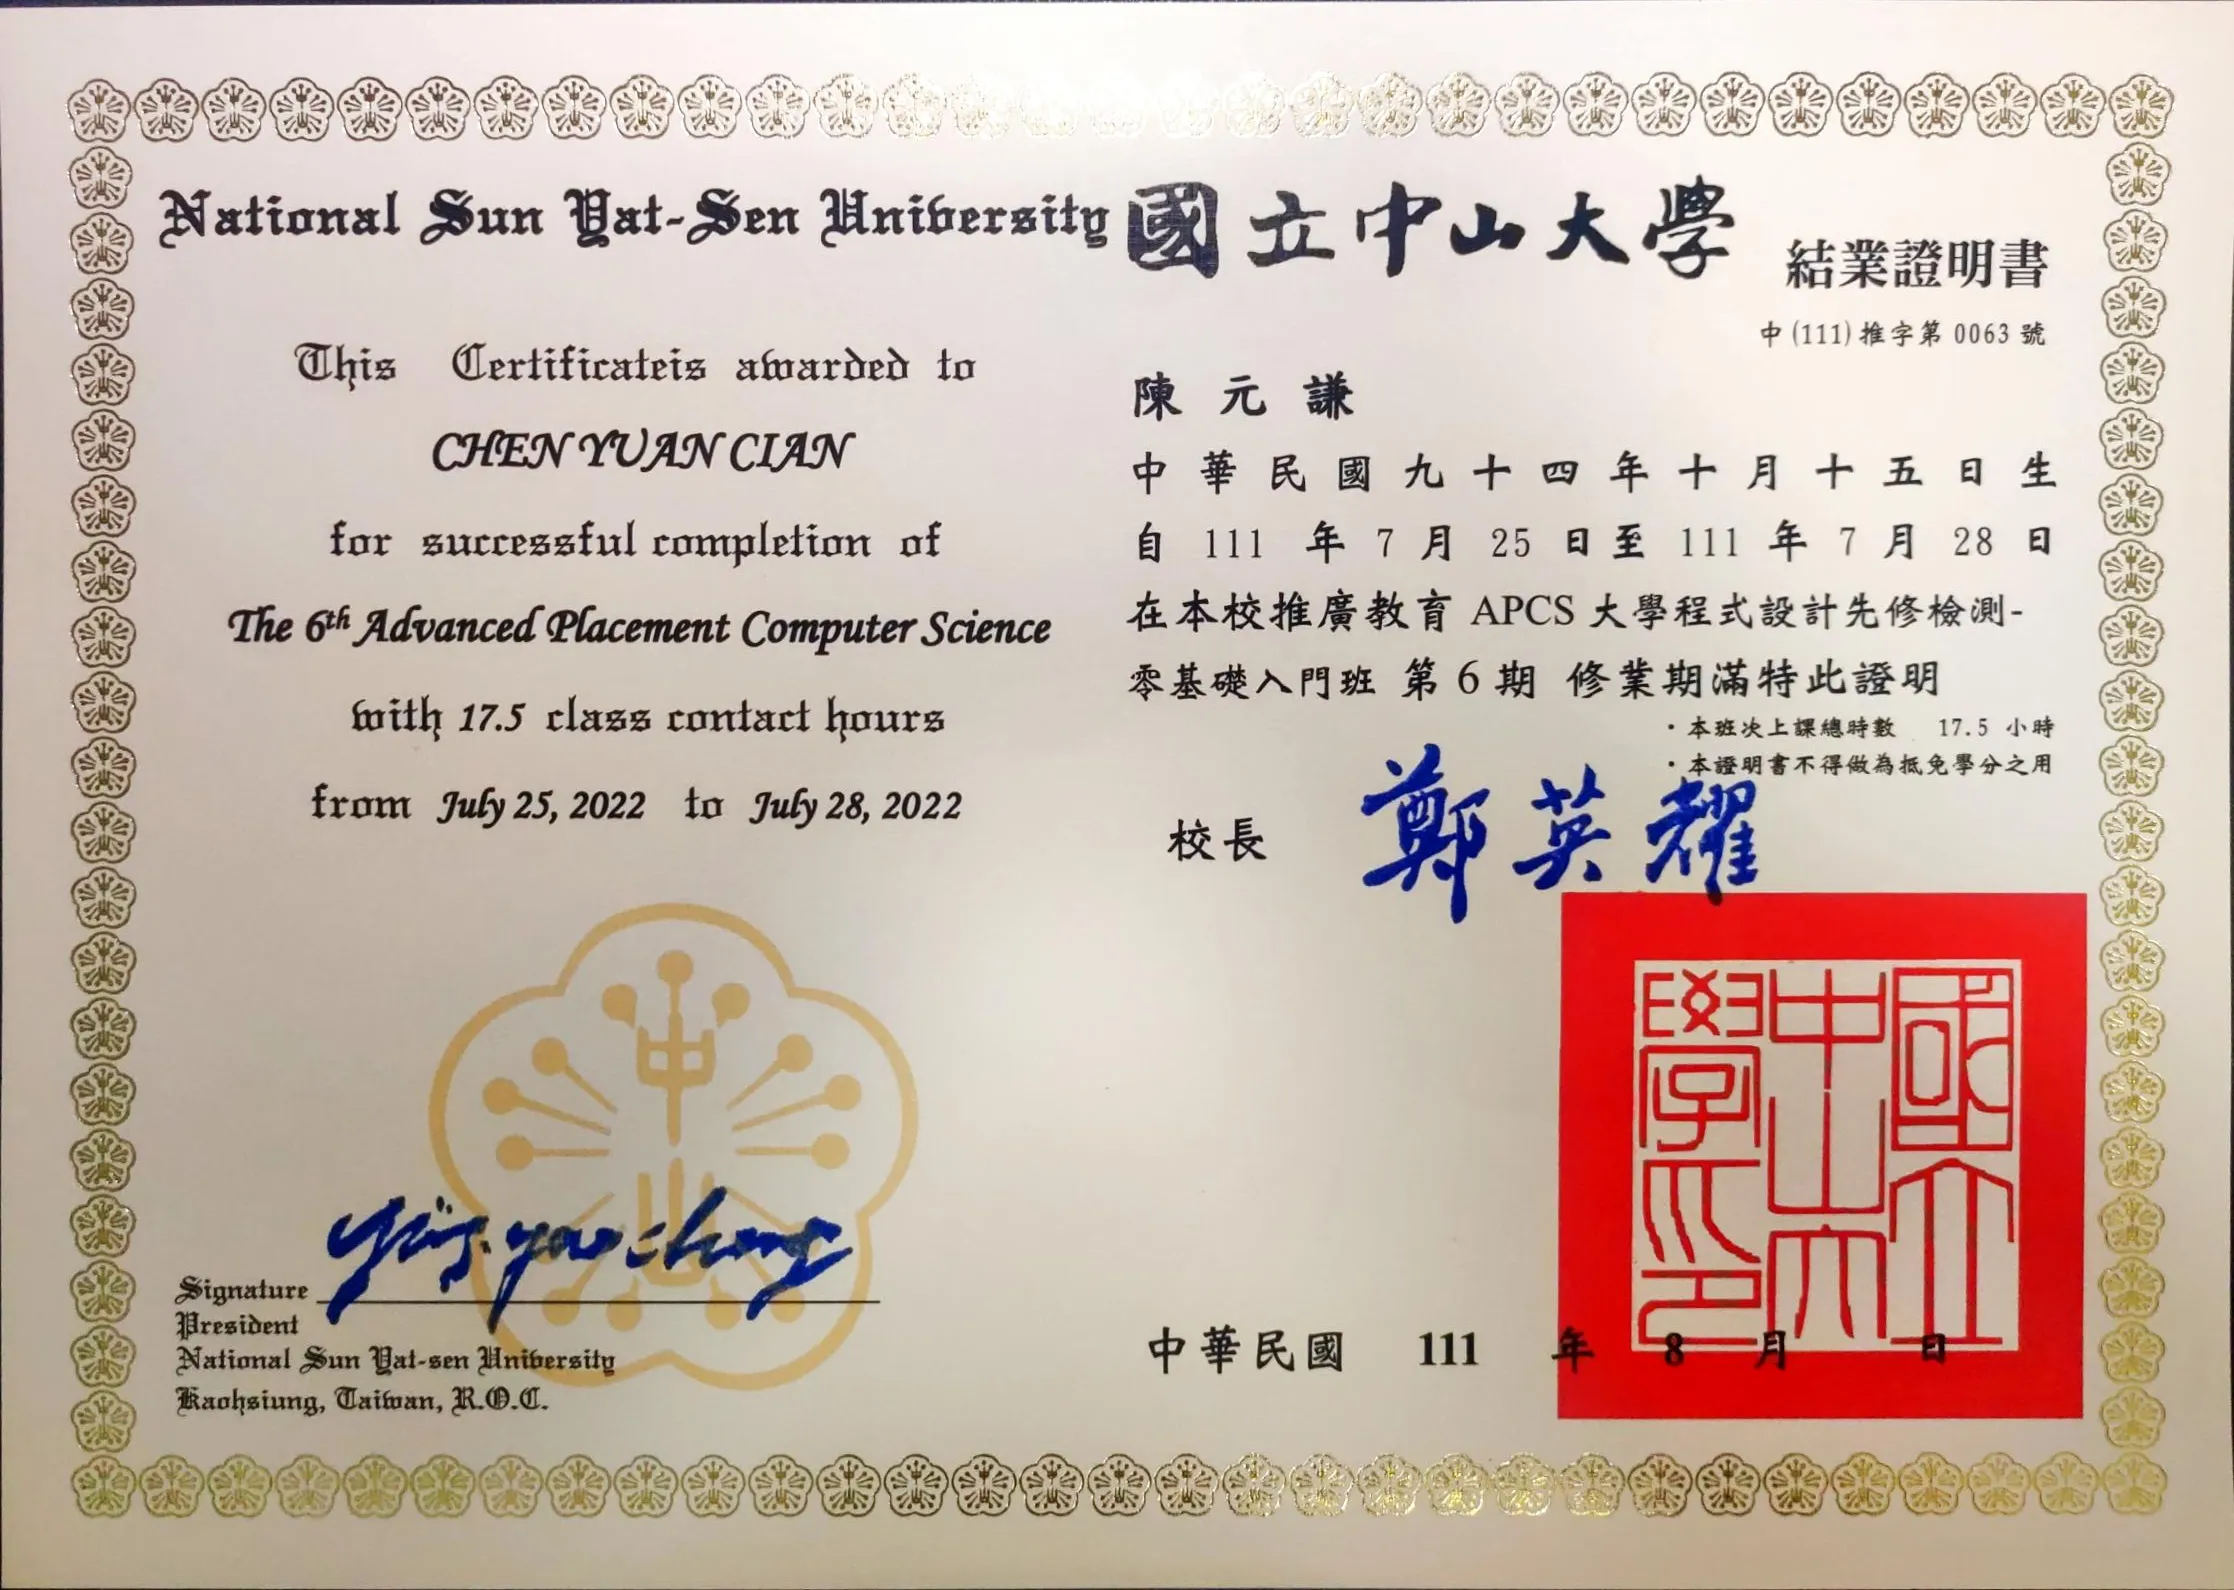 National Sun Yat-Sen University
This Certificateis awarded to
CHEN YUAN CIAN
for successful completion of
The 6th Advanced Placement Computer Science
with 17.5 class contact hours
from July 25, 2022 to July 28, 2022
Ying-yao cheng
Signature
President
National Sun Yat-sen University
Kaohsiung, Taiwan, R.O.C.
國立中山大學 結業證明書
中(111)推字第 0063 號
陳元謙
中華民國九十四年十月十五日生
自 111 年 7 月 25 日至 111 年 7 月 28 日
在本校推廣教育 APCS 大學程式設計先修檢測-
零基礎入門班 第 6 期 修業期滿特此證明
·本班次上課總時數 17.5 小時
·本證明書不得做為抵免學分之用
校長 鄭英耀
國立
中山大
學印
中華民國 111 年 8 月 日
中山